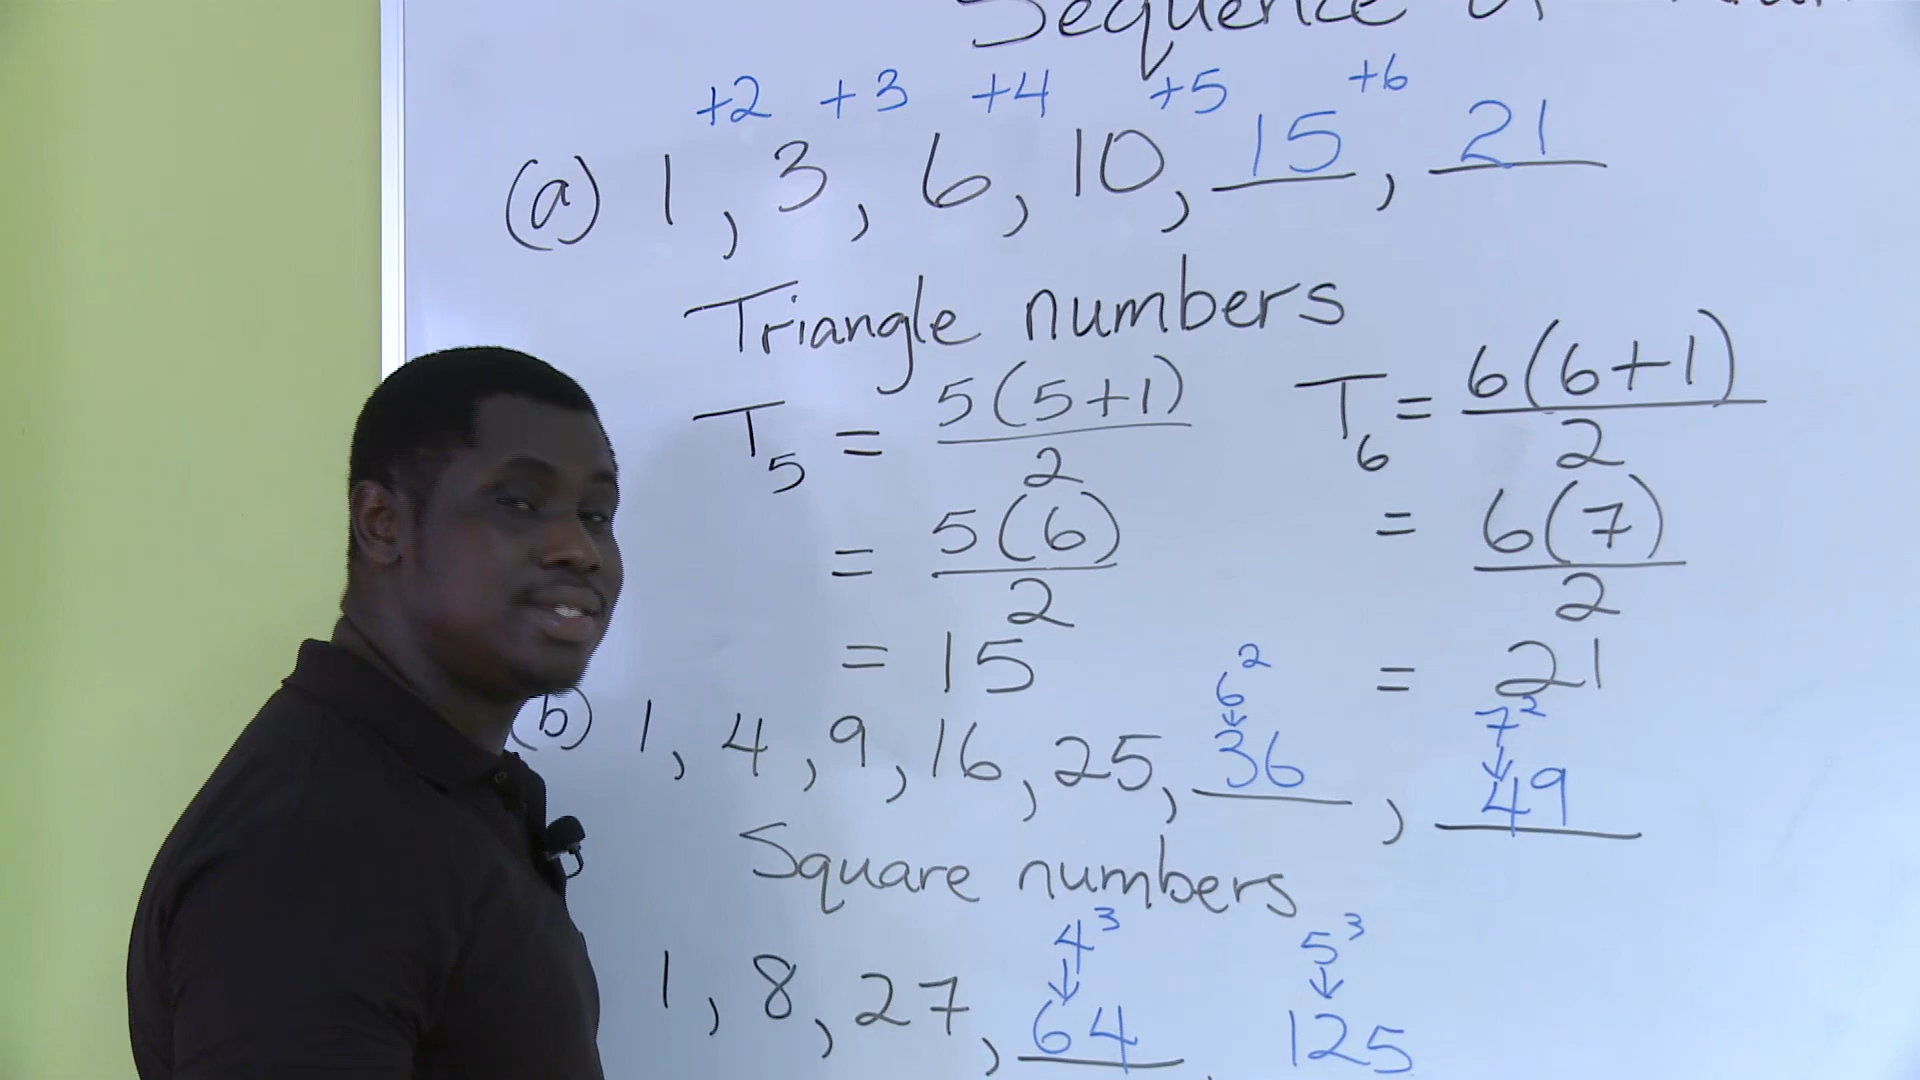 Sequence of
+2 +3 +4 +5 +6
(a) 1, 3, 6, 10, 15, 21
Triangle numbers
T₅ = 5(5+1)/2 T₆ = 6(6+1)/2
= 5(6)/2 = 6(7)/2
= 15 = 21
6² 7²
(b) 1, 4, 9, 16, 25, 36, 49
Square numbers
4³ 5³
1, 8, 27, 64, 125